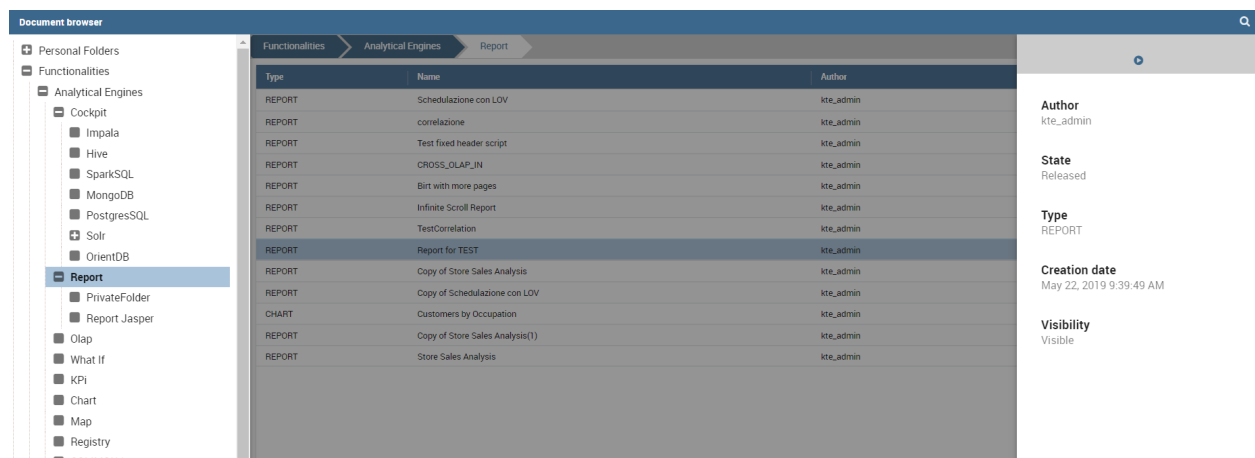 Document browser
Personal Folders
Functionalities
Analytical Engines
Cockpit
Impala
Hive
SparkSQL
MongoDB
PostgresSQL
Solr
OrientDB
Report
PrivateFolder
Report Jasper
Olap
What If
KPi
Chart
Map
Registry
Functionalities Analytical Engines Report
Type Name Author
REPORT Schedulazione con LOV kte_admin
REPORT correlazione kte_admin
REPORT Test fixed header script kte_admin
REPORT CROSS_OLAP_IN kte_admin
REPORT Birt with more pages kte_admin
REPORT Infinite Scroll Report kte_admin
REPORT TestCorrelation kte_admin
REPORT Report for TEST kte_admin
REPORT Copy of Store Sales Analysis kte_admin
REPORT Copy of Schedulazione con LOV kte_admin
CHART Customers by Occupation kte_admin
REPORT Copy of Store Sales Analysis(1) kte_admin
REPORT Store Sales Analysis kte_admin
Author
kte_admin
State
Released
Type
REPORT
Creation date
May 22, 2019 9:39:49 AM
Visibility
Visible